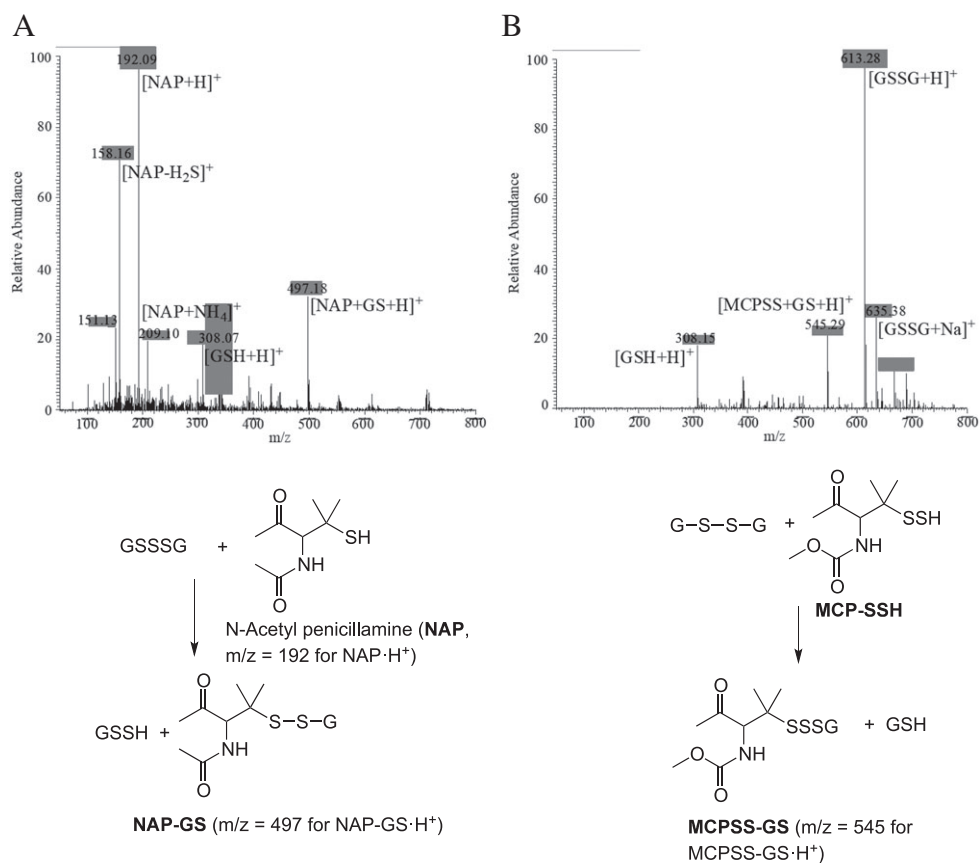 A
100
80
60
40
20
0
Relative Abundance
192.09
[NAP+H]⁺
158.16
[NAP-H₂S]⁺
151.13
[NAP+NH₄]⁺
209.10
308.07
[GSH+H]⁺
497.18
[NAP+GS+H]⁺
100 200 300 400 500 600 700 800
m/z
B
100
80
60
40
20
0
Relative Abundance
613.28
[GSSG+H]⁺
[MCPSS+GS+H]⁺
545.29
635.38
[GSSG+Na]⁺
308.15
[GSH+H]⁺
100 200 300 400 500 600 700 800
m/z
GSSSG +
O
SH
NH
O
N-Acetyl penicillamine (NAP,
m/z = 192 for NAP·H⁺)
GSSH +
O
S-S-G
NH
O
NAP-GS (m/z = 497 for NAP-GS·H⁺)
G-S-S-G +
O
SSH
O NH
O
MCP-SSH
O
SSSG + GSH
O NH
O
MCPSS-GS (m/z = 545 for
MCPSS-GS·H⁺)